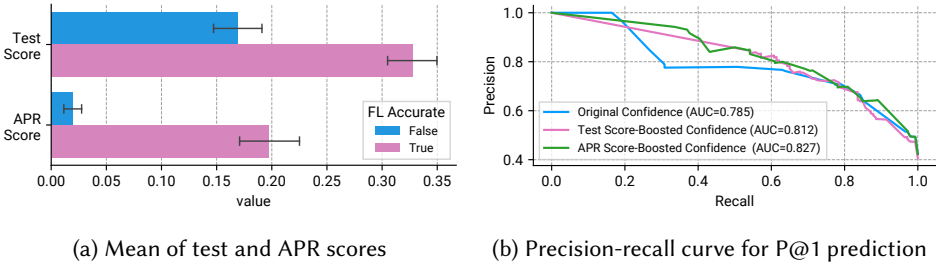 Test
Score
APR
Score
FL Accurate
False
True
0.00 0.05 0.10 0.15 0.20 0.25 0.30 0.35
value
(a) Mean of test and APR scores
Precision
1.0
0.8
0.6
0.4
Original Confidence (AUC=0.785)
Test Score-Boosted Confidence (AUC=0.812)
APR Score-Boosted Confidence (AUC=0.827)
0.0 0.2 0.4 0.6 0.8 1.0
Recall
(b) Precision-recall curve for P@1 prediction